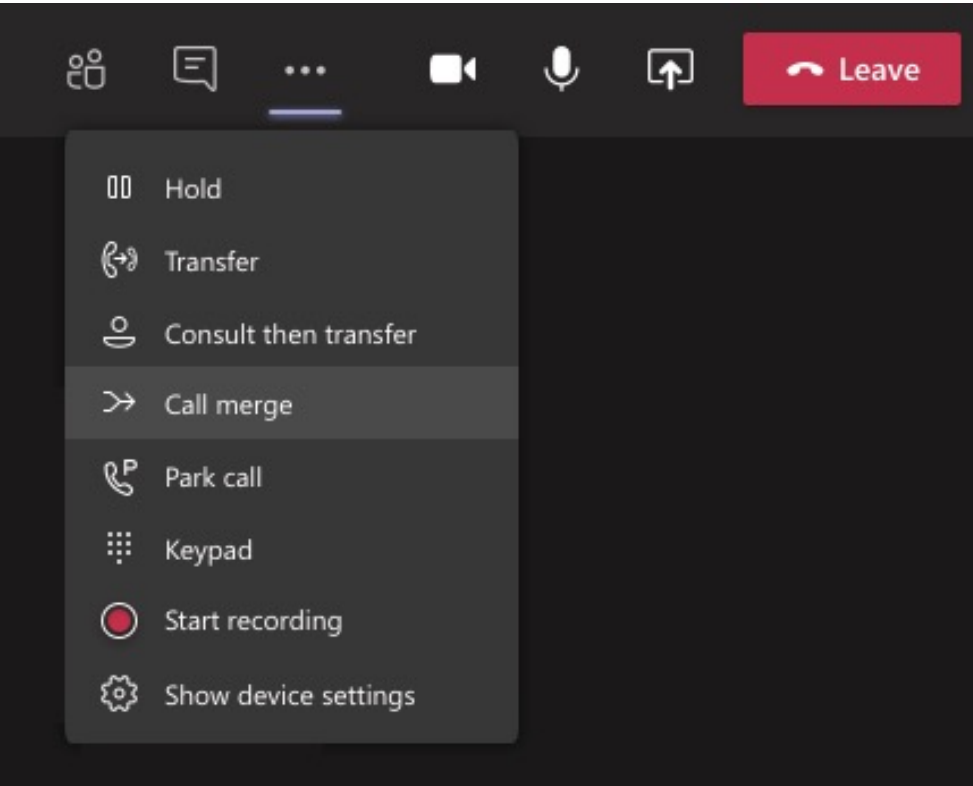 Leave
Hold
Transfer
Consult then transfer
Call merge
Park call
Keypad
Start recording
Show device settings